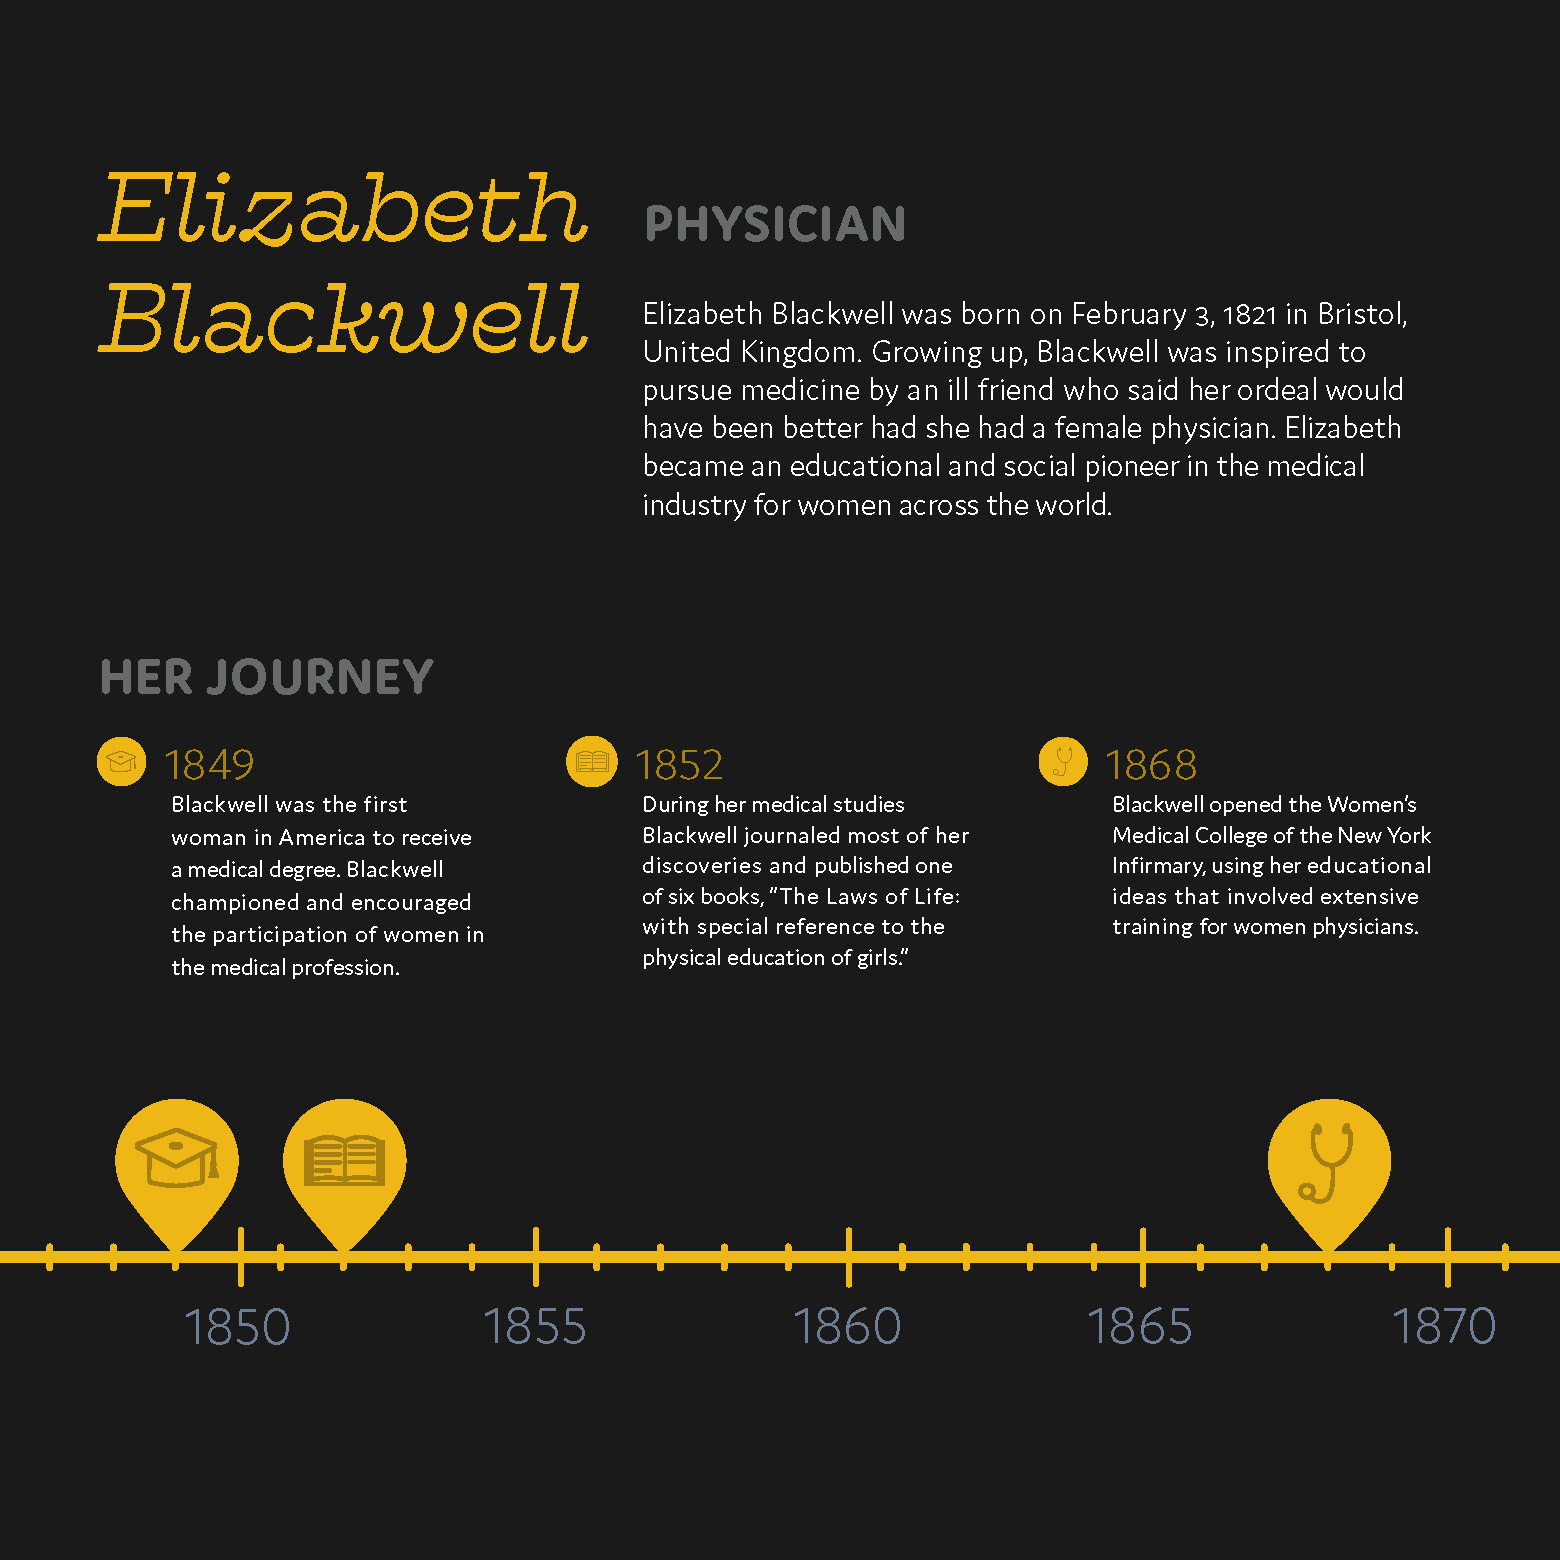 Elizabeth
Blackwell
PHYSICIAN
Elizabeth Blackwell was born on February 3, 1821 in Bristol,
United Kingdom. Growing up, Blackwell was inspired to
pursue medicine by an ill friend who said her ordeal would
have been better had she had a female physician. Elizabeth
became an educational and social pioneer in the medical
industry for women across the world.
HER JOURNEY
1849
Blackwell was the first
woman in America to receive
a medical degree. Blackwell
championed and encouraged
the participation of women in
the medical profession.
1852
During her medical studies
Blackwell journaled most of her
discoveries and published one
of six books, “The Laws of Life:
with special reference to the
physical education of girls.”
1868
Blackwell opened the Women’s
Medical College of the New York
Infirmary, using her educational
ideas that involved extensive
training for women physicians.
1850 1855 1860 1865 1870